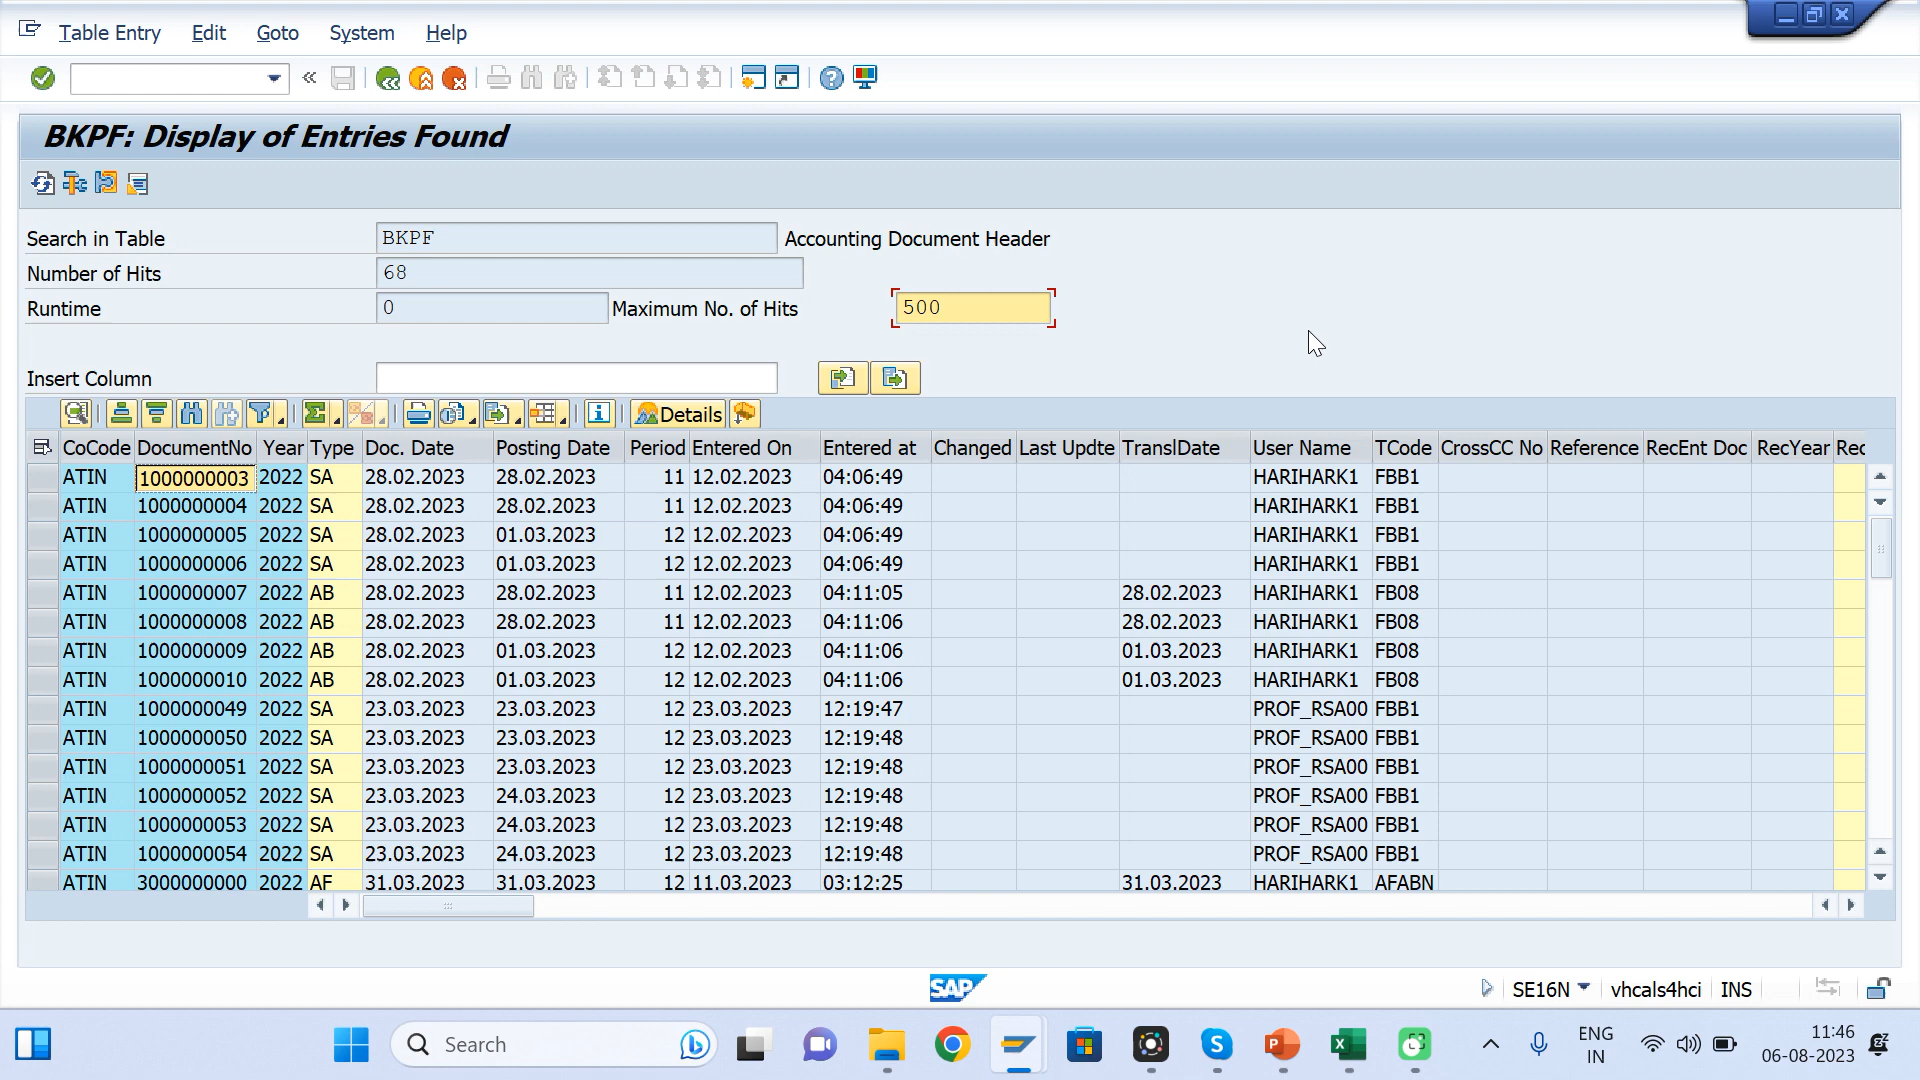 Table Entry Edit Goto System Help
BKPF: Display of Entries Found
Search in Table BKPF Accounting Document Header
Number of Hits 68
Runtime 0 Maximum No. of Hits 500
Insert Column
Details
CoCode DocumentNo Year Type Doc. Date Posting Date Period Entered On Entered at Changed Last Updte TranslDate User Name TCode CrossCC No Reference RecEnt Doc RecYear Rec
ATIN 1000000003 2022 SA 28.02.2023 28.02.2023 11 12.02.2023 04:06:49 HARIHARK1 FBB1
ATIN 1000000004 2022 SA 28.02.2023 28.02.2023 11 12.02.2023 04:06:49 HARIHARK1 FBB1
ATIN 1000000005 2022 SA 28.02.2023 01.03.2023 12 12.02.2023 04:06:49 HARIHARK1 FBB1
ATIN 1000000006 2022 SA 28.02.2023 01.03.2023 12 12.02.2023 04:06:49 HARIHARK1 FBB1
ATIN 1000000007 2022 AB 28.02.2023 28.02.2023 11 12.02.2023 04:11:05 28.02.2023 HARIHARK1 FB08
ATIN 1000000008 2022 AB 28.02.2023 28.02.2023 11 12.02.2023 04:11:06 28.02.2023 HARIHARK1 FB08
ATIN 1000000009 2022 AB 28.02.2023 01.03.2023 12 12.02.2023 04:11:06 01.03.2023 HARIHARK1 FB08
ATIN 1000000010 2022 AB 28.02.2023 01.03.2023 12 12.02.2023 04:11:06 01.03.2023 HARIHARK1 FB08
ATIN 1000000049 2022 SA 23.03.2023 23.03.2023 12 23.03.2023 12:19:47 PROF_RSA00 FBB1
ATIN 1000000050 2022 SA 23.03.2023 23.03.2023 12 23.03.2023 12:19:48 PROF_RSA00 FBB1
ATIN 1000000051 2022 SA 23.03.2023 23.03.2023 12 23.03.2023 12:19:48 PROF_RSA00 FBB1
ATIN 1000000052 2022 SA 23.03.2023 24.03.2023 12 23.03.2023 12:19:48 PROF_RSA00 FBB1
ATIN 1000000053 2022 SA 23.03.2023 24.03.2023 12 23.03.2023 12:19:48 PROF_RSA00 FBB1
ATIN 1000000054 2022 SA 23.03.2023 24.03.2023 12 23.03.2023 12:19:48 PROF_RSA00 FBB1
ATIN 3000000000 2022 AF 31.03.2023 31.03.2023 12 11.03.2023 03:12:25 31.03.2023 HARIHARK1 AFABN
SAP SE16N vhcals4hci INS
Search ENG 11:46
IN 06-08-2023